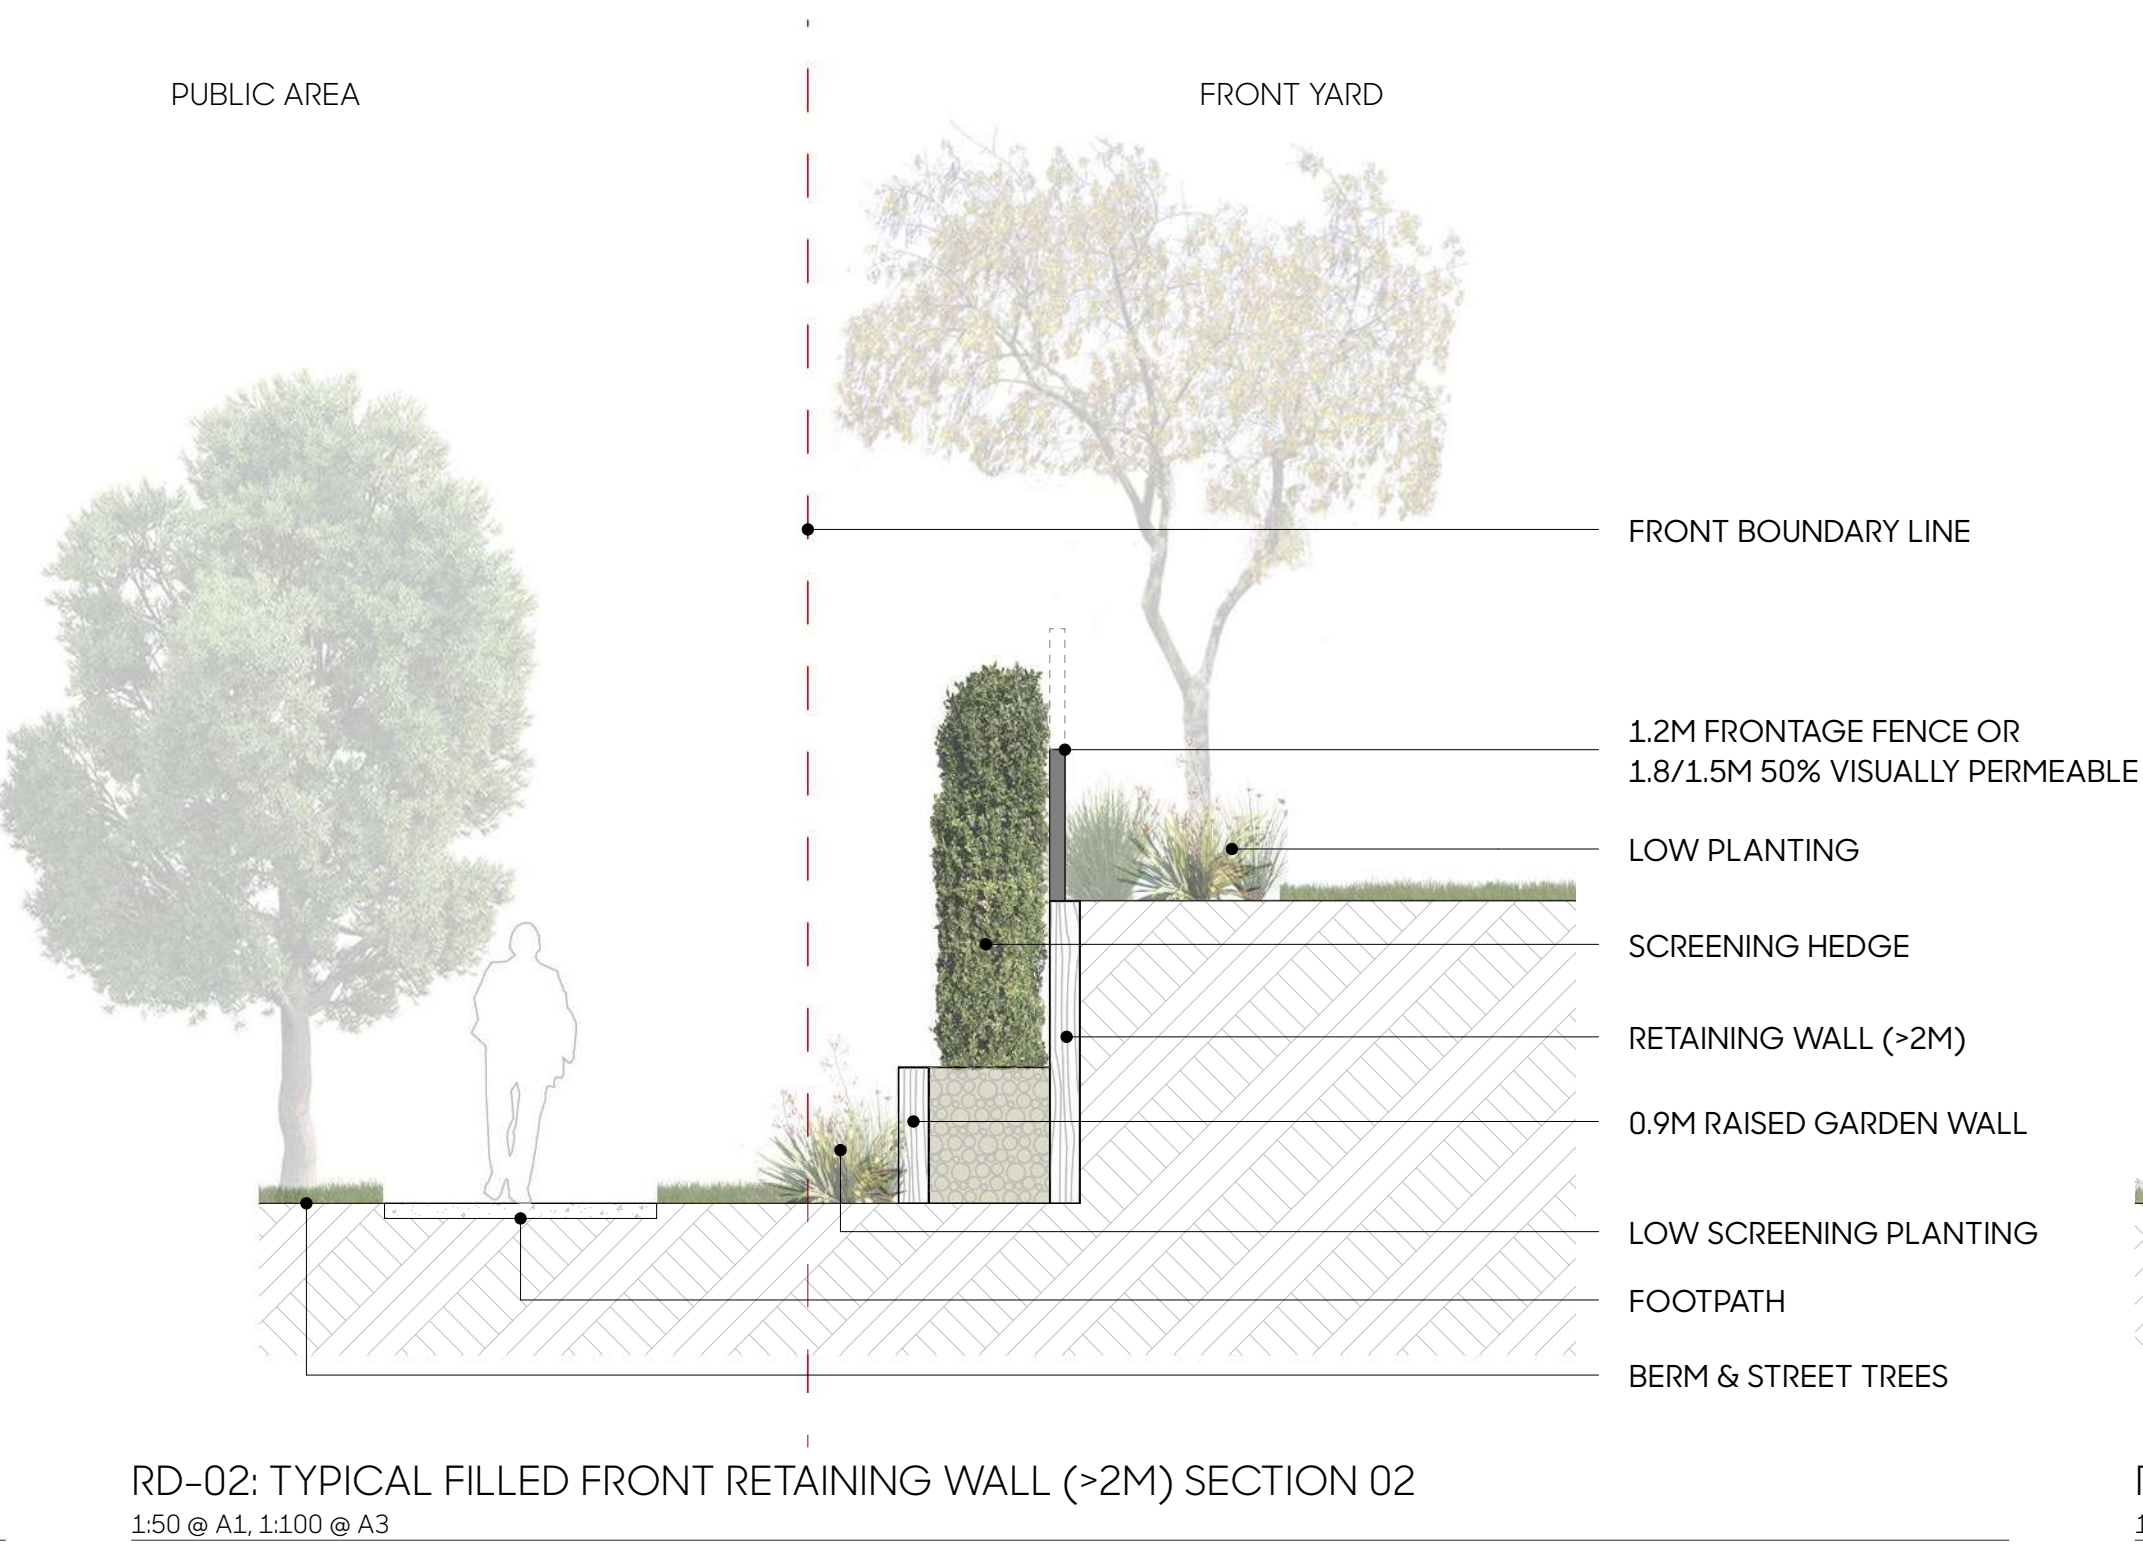 PUBLIC AREA
FRONT YARD
FRONT BOUNDARY LINE
1.2M FRONTAGE FENCE OR
1.8/1.5M 50% VISUALLY PERMEABLE
LOW PLANTING
SCREENING HEDGE
RETAINING WALL (>2M)
0.9M RAISED GARDEN WALL
LOW SCREENING PLANTING
FOOTPATH
BERM & STREET TREES
RD-02: TYPICAL FILLED FRONT RETAINING WALL (>2M) SECTION 02
1:50 @ A1, 1:100 @ A3